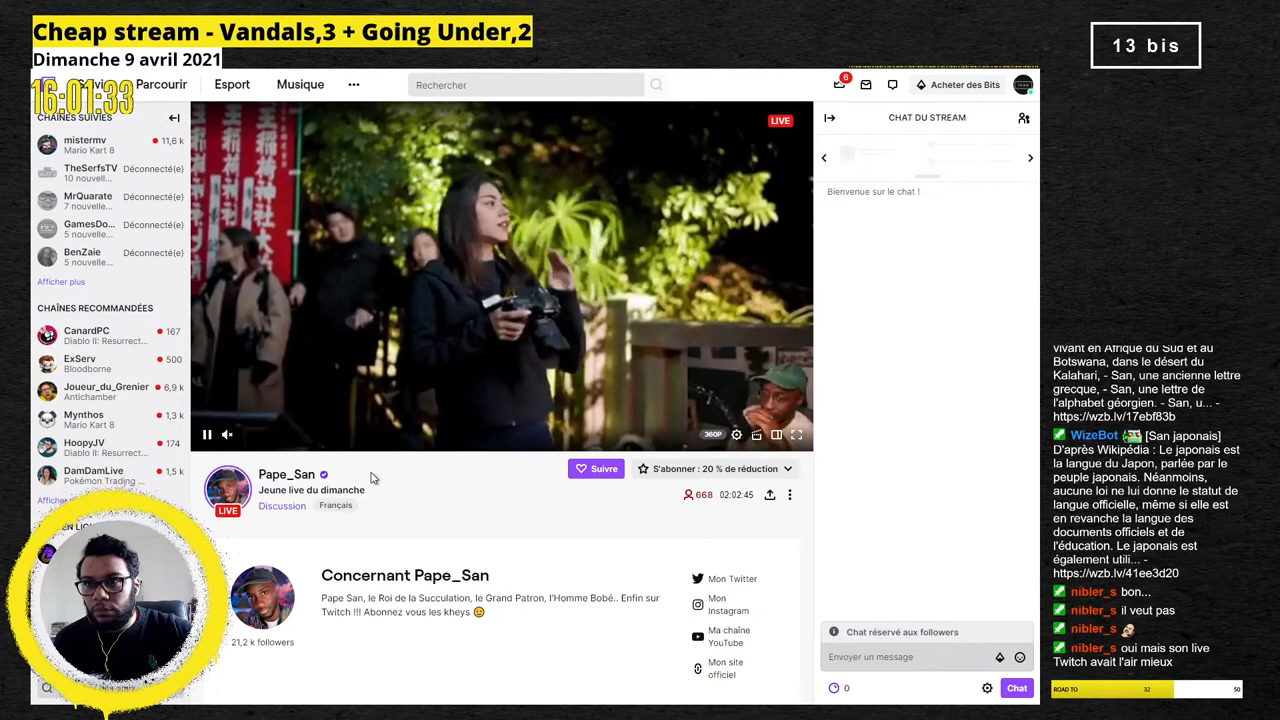 Cheap stream - Vandals,3 + Going Under,2
Dimanche 9 avril 2021
13 bis
16:01:33
Parcourir
Esport
Musique
Rechercher
6
Acheter des Bits
CHAÎNES SUIVIES
mistermv
11,6 k
Mario Kart 8
TheSerfsTV
Déconnecté(e)
10 nouvell...
MrQuarate
Déconnecté(e)
7 nouvelle...
GamesDo...
Déconnecté(e)
5 nouvelle...
BenZaie
Déconnecté(e)
5 nouvelle...
Afficher plus
CHAÎNES RECOMMANDÉES
CanardPC
167
Diablo II: Resurrect...
ExServ
500
Bloodborne
Joueur_du_Grenier
6,9 k
Antichamber
Mynthos
1,3 k
Mario Kart 8
HoopyJV
174
Diablo II: Resurrect...
DamDamLive
1,5 k
Pokémon Trading ...
LIVE
360P
Pape_San
Jeune live du dimanche
Discussion
Français
LIVE
Suivre
S'abonner : 20 % de réduction
668
02:02:45
Concernant Pape_San
Pape San, le Roi de la Succulation, le Grand Patron, l'Homme Bobé.. Enfin sur
Twitch !!! Abonnez vous les kheys
21,2 k followers
Mon Twitter
Mon
Instagram
Ma chaîne
YouTube
Mon site
officiel
CHAT DU STREAM
Bienvenue sur le chat !
Chat réservé aux followers
Envoyer un message
0
Chat
vivant en Afrique du Sud et au
Botswana, dans le désert du
Kalahari, - San, une ancienne lettre
grecque, - San, une lettre de
l'alphabet géorgien. - San, u... -
https://wzb.lv/17ebf83b
WizeBot [San japonais]
D'après Wikipédia : Le japonais est
la langue du Japon, parlée par le
peuple japonais. Néanmoins,
aucune loi ne lui donne le statut de
langue officielle, même si elle est
en revanche la langue des
documents officiels et de
l'éducation. Le japonais est
également utili... -
https://wzb.lv/41ee3d20
nibler_s bon...
nibler_s il veut pas
nibler_s
nibler_s oui mais son live
Twitch avait l'air mieux
ROAD TO
32
50